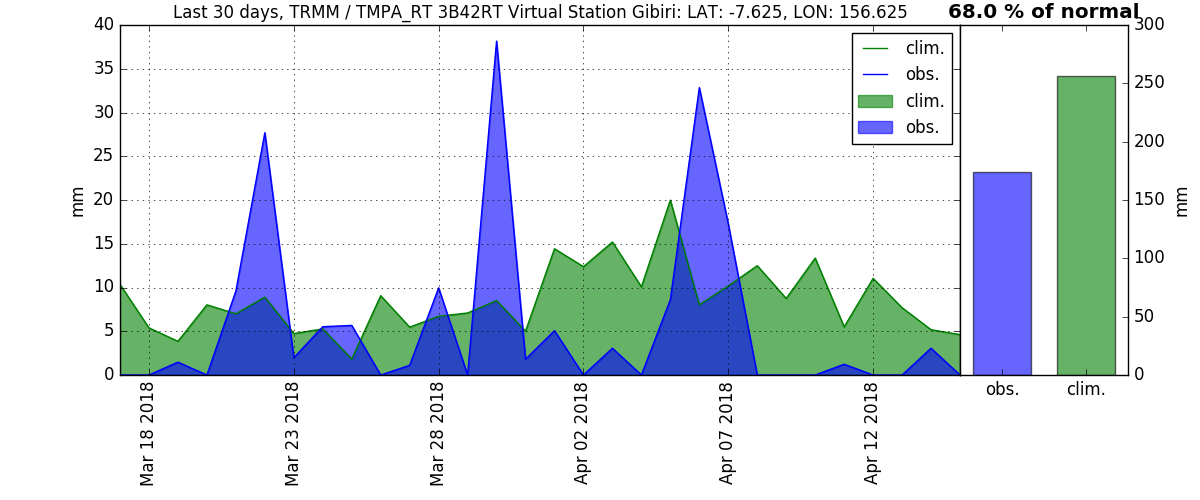 Last 30 days, TRMM / TMPA_RT 3B42RT Virtual Station Gibiri: LAT: -7.625, LON: 156.625
68.0 % of normal
40
35
30
25
20
15
10
5
0
mm
clim.
obs.
clim.
obs.
Mar 18 2018
Mar 23 2018
Mar 28 2018
Apr 02 2018
Apr 07 2018
Apr 12 2018
300
250
200
150
100
50
0
mm
obs. clim.